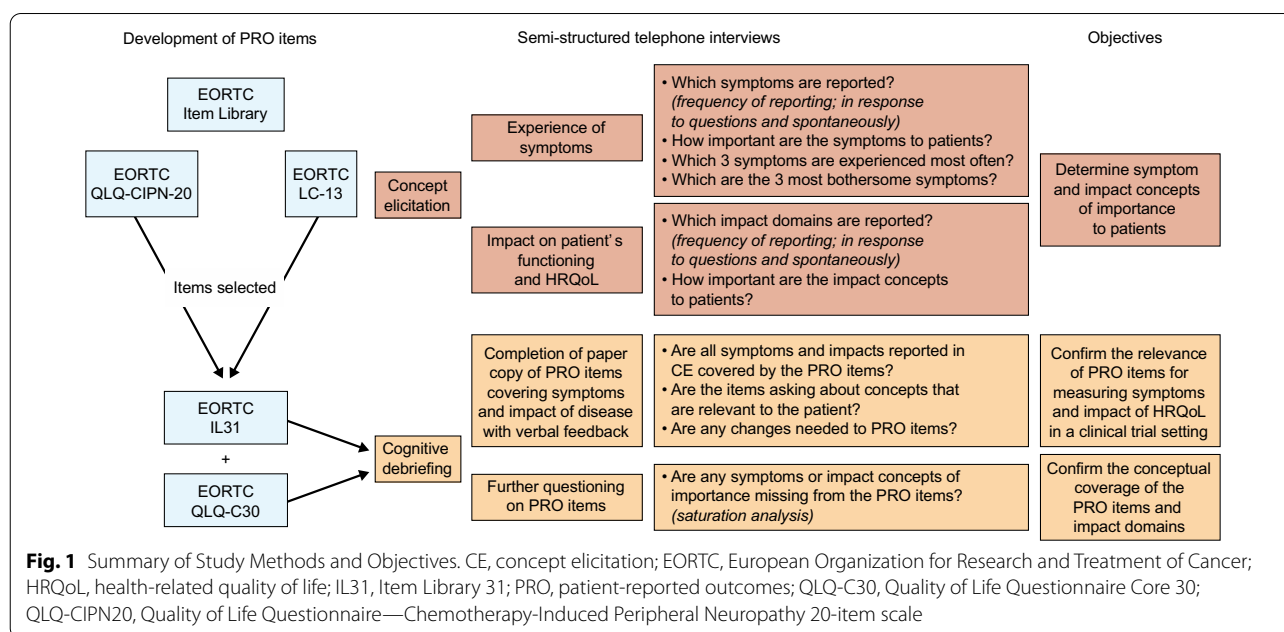 Development of PRO items
Semi-structured telephone interviews
Objectives
EORTC
Item Library
EORTC
QLQ-CIPN-20
EORTC
LC-13
Items selected
EORTC
IL31
+
EORTC
QLQ-C30
Concept
elicitation
Cognitive
debriefing
Experience of
symptoms
Impact on patient's
functioning
and HRQoL
Completion of paper
copy of PRO items
covering symptoms
and impact of disease
with verbal feedback
Further questioning
on PRO items
• Which symptoms are reported?
(frequency of reporting; in response
to questions and spontaneously)
• How important are the symptoms to patients?
• Which 3 symptoms are experienced most often?
• Which are the 3 most bothersome symptoms?
• Which impact domains are reported?
(frequency of reporting; in response
to questions and spontaneously)
• How important are the impact concepts
to patients?
• Are all symptoms and impacts reported in
CE covered by the PRO items?
• Are the items asking about concepts that
are relevant to the patient?
• Are any changes needed to PRO items?
• Are any symptoms or impact concepts of
importance missing from the PRO items?
(saturation analysis)
Determine symptom
and impact concepts
of importance
to patients
Confirm the relevance
of PRO items for
measuring symptoms
and impact of HRQoL
in a clinical trial setting
Confirm the conceptual
coverage of the
PRO items and
impact domains
Fig. 1 Summary of Study Methods and Objectives. CE, concept elicitation; EORTC, European Organization for Research and Treatment of Cancer;
HRQoL, health-related quality of life; IL31, Item Library 31; PRO, patient-reported outcomes; QLQ-C30, Quality of Life Questionnaire Core 30;
QLQ-CIPN20, Quality of Life Questionnaire—Chemotherapy-Induced Peripheral Neuropathy 20-item scale